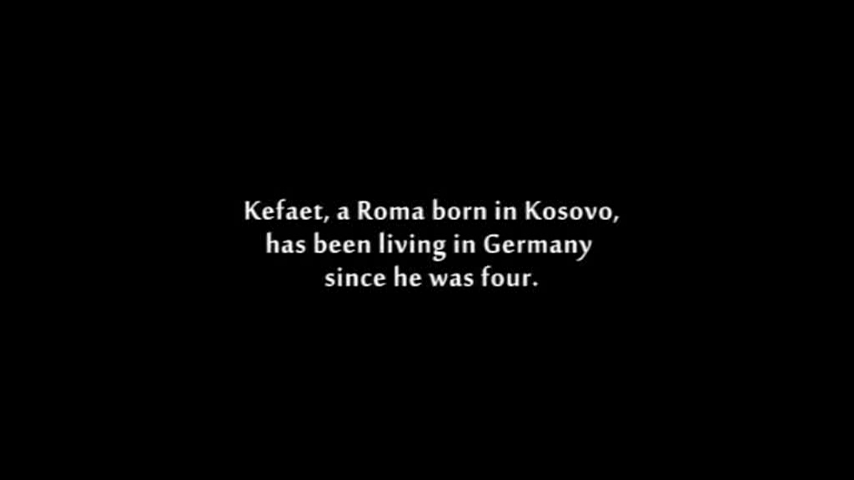 Kefaet, a Roma born in Kosovo,
has been living in Germany
since he was four.